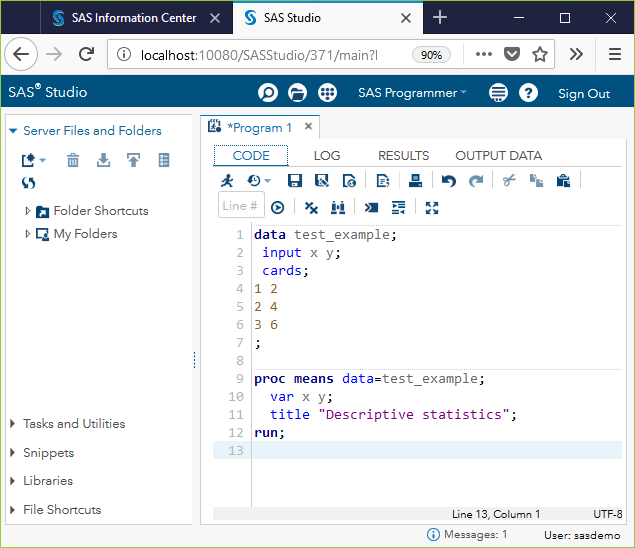 SAS Information Center
SAS Studio
localhost:10080/SASStudio/371/main?l
90%
SAS® Studio
SAS Programmer
Sign Out
Server Files and Folders
Folder Shortcuts
My Folders
Tasks and Utilities
Snippets
Libraries
File Shortcuts
*Program 1
CODE LOG RESULTS OUTPUT DATA
Line #
1 data test_example;
2 input x y;
3 cards;
4 1 2
5 2 4
6 3 6
7 ;
8
9 proc means data=test_example;
10 var x y;
11 title "Descriptive statistics";
12 run;
13
Line 13, Column 1 UTF-8
Messages: 1 User: sasdemo